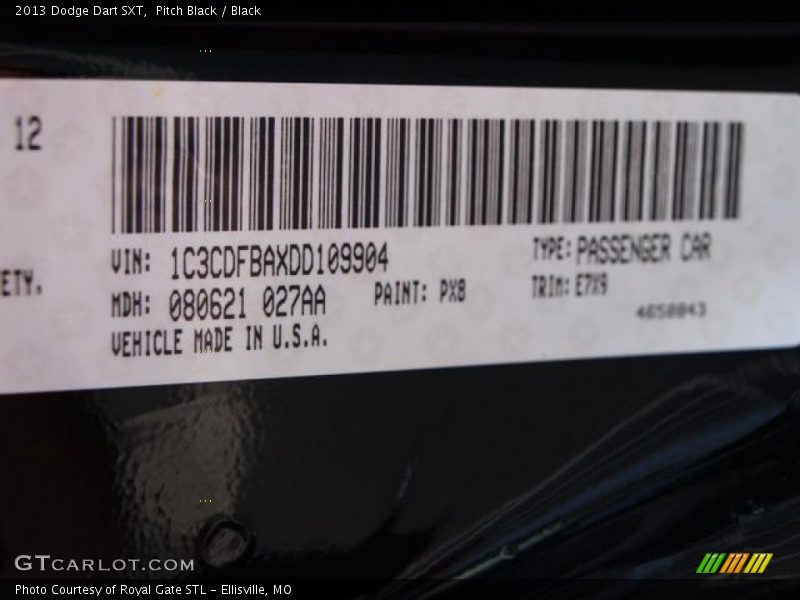 2013 Dodge Dart SXT, Pitch Black / Black
12
ETY.
VIN: 1C3CDFBAXDD109904
TYPE: PASSENGER CAR
MDH: 080621 027AA
PAINT: PX8
TRIM: E7X9
VEHICLE MADE IN U.S.A.
4658843
GTCARLOT.COM
Photo Courtesy of Royal Gate STL - Ellisville, MO